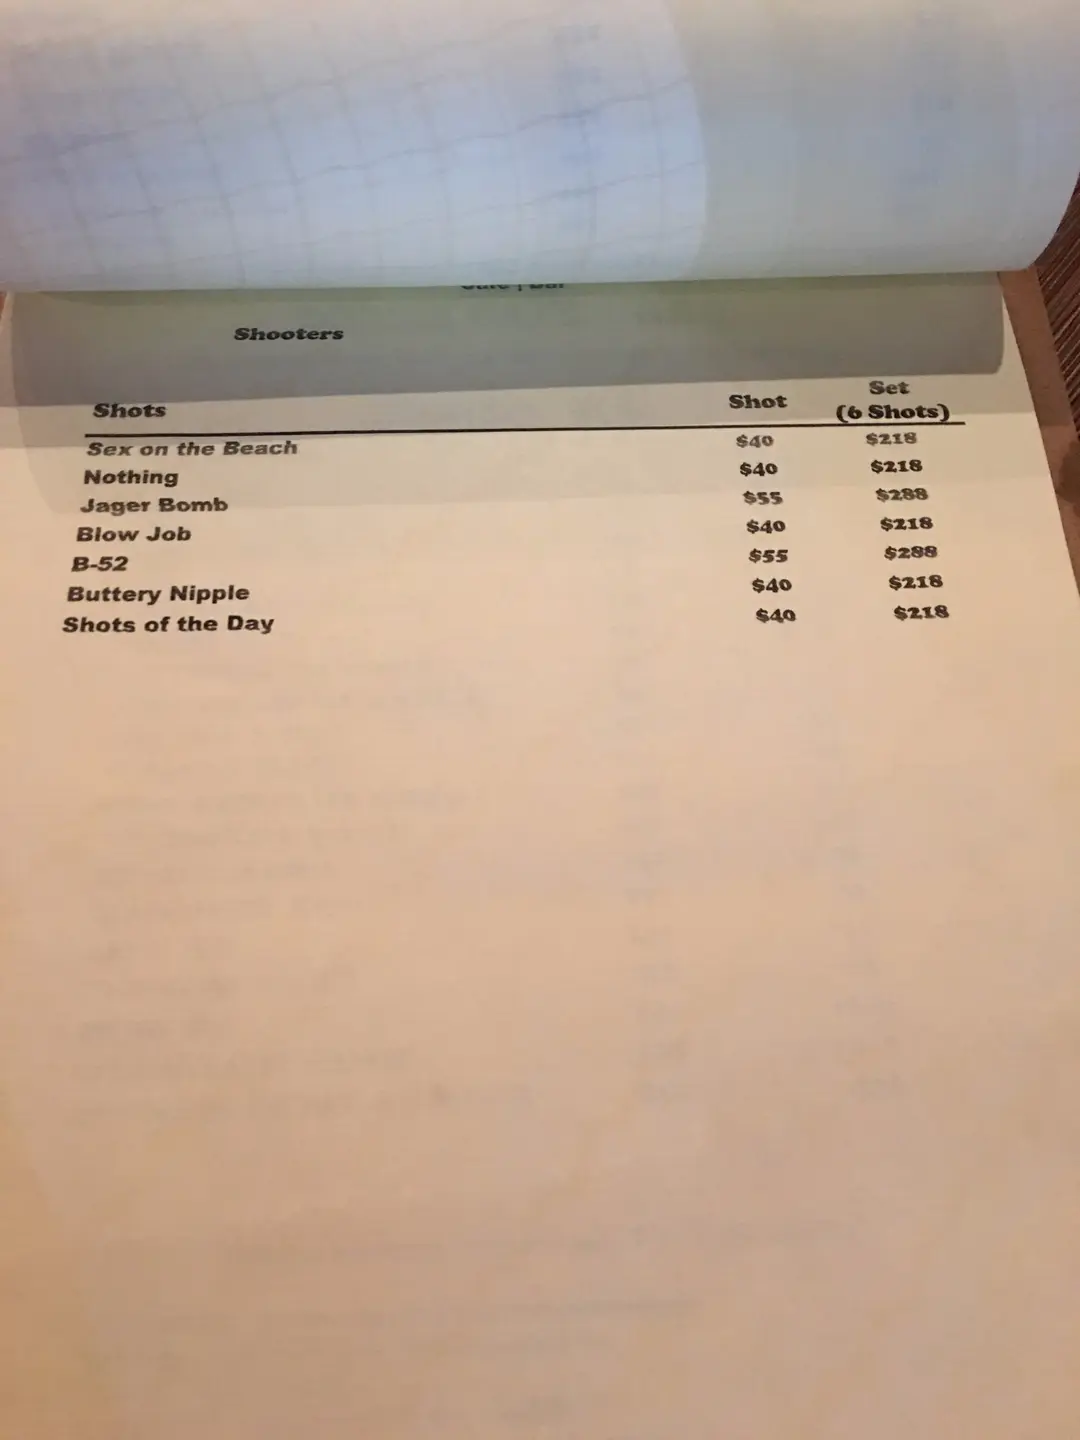 Shooters
Shots Shot Set (6 Shots)
Sex on the Beach $40 $218
Nothing $40 $218
Jager Bomb $55 $288
Blow Job $40 $218
B-52 $55 $288
Buttery Nipple $40 $218
Shots of the Day $40 $218